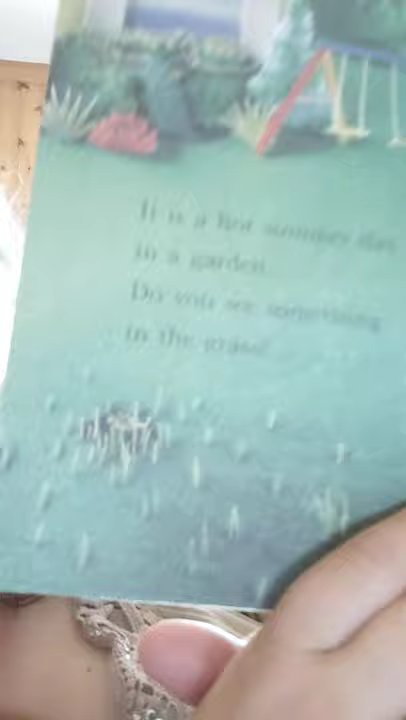 It is a hot summer day
in a garden.
Do you see something
in the grass?